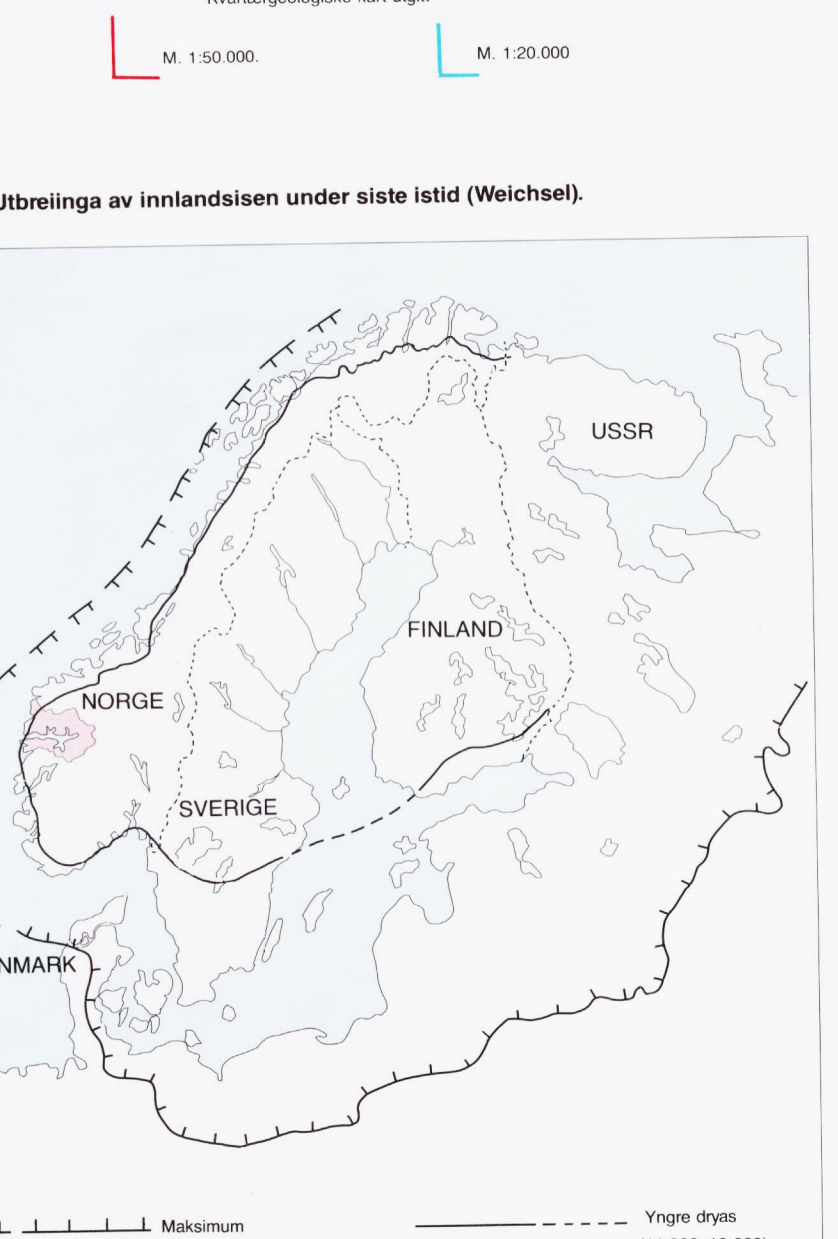 M. 1:50.000.
M. 1:20.000
Utbreiinga av innlandsisen under siste istid (Weichsel).
USSR
FINLAND
NORGE
SVERIGE
NMARK
Maksimum
Yngre dryas